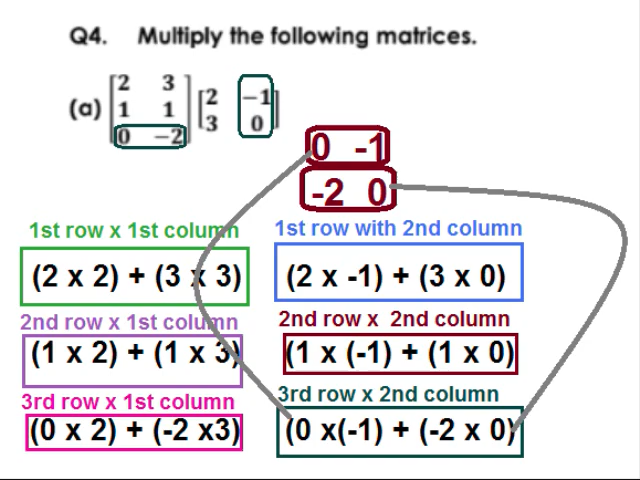 Q4. Multiply the following matrices.
(a) [2 3] [2 -1]
[1 1] [3 0]
[0 -2]
0 -1
-2 0
1st row x 1st column
1st row with 2nd column
(2 x 2) + (3 x 3)
(2 x -1) + (3 x 0)
2nd row x 1st column
2nd row x 2nd column
(1 x 2) + (1 x 3)
(1 x (-1) + (1 x 0)
3rd row x 1st column
3rd row x 2nd column
(0 x 2) + (-2 x3)
(0 x(-1) + (-2 x 0)